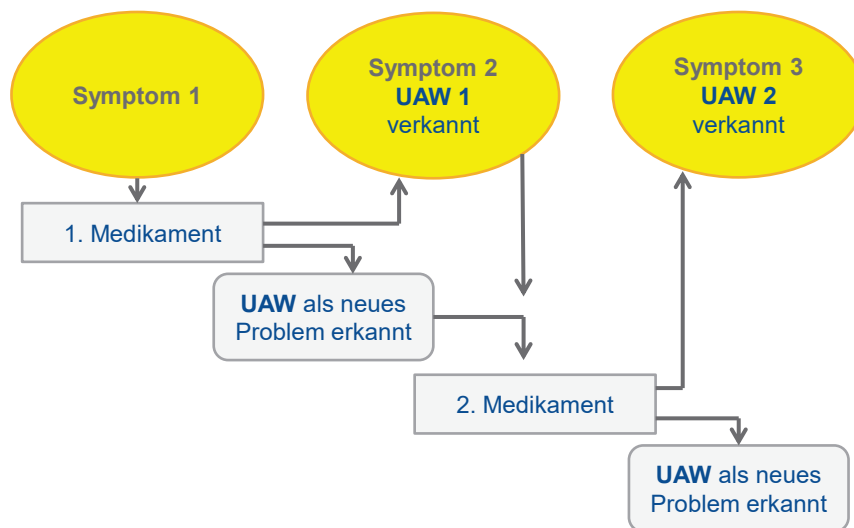 Symptom 1
Symptom 2
UAW 1
verkannt
Symptom 3
UAW 2
verkannt
1. Medikament
UAW als neues
Problem erkannt
2. Medikament
UAW als neues
Problem erkannt